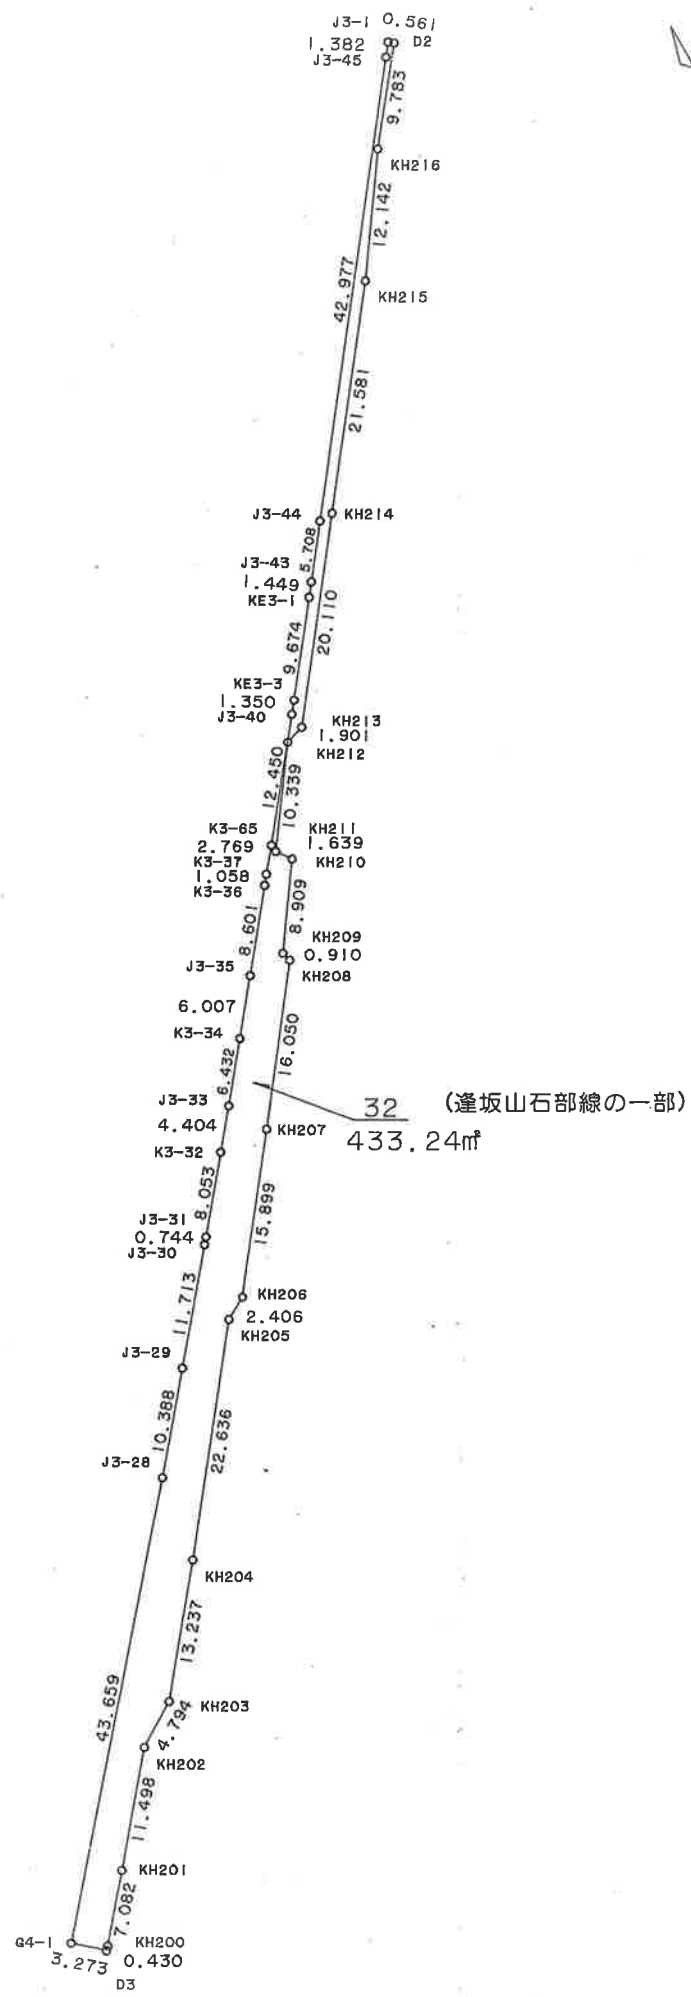 J3-1 0.561
1.382 D2
J3-45
9.783
KH216
12.142
KH215
42.977
21.581
J3-44 KH214
5.708
J3-43
1.449
KE3-1
20.110
9.674
KE3-3
1.350 KH213
J3-40 1.901
KH212
12.450
10.339
K3-65 KH211
2.769 1.639
K3-37 KH210
1.058
K3-36
8.909
8.601
KH209
J3-35 0.910
KH208
6.007
K3-34
16.050
6.432
J3-33 32 (逢坂山石部線の一部)
4.404 KH207
433.24㎡
K3-32
8.053
15.899
J3-31
0.744
J3-30
KH206
11.713
2.406
KH205
J3-29
10.388
22.636
J3-28
KH204
13.237
43.659
KH203
4.794
KH202
11.498
KH201
7.082
G4-1 KH200
3.273 0.430
D3